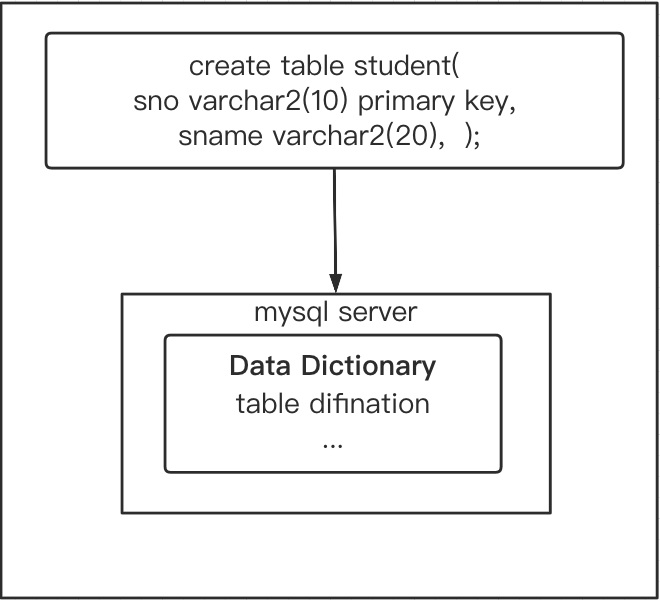 create table student(
sno varchar2(10) primary key,
sname varchar2(20),  );
mysql server
Data Dictionary
table difination
...